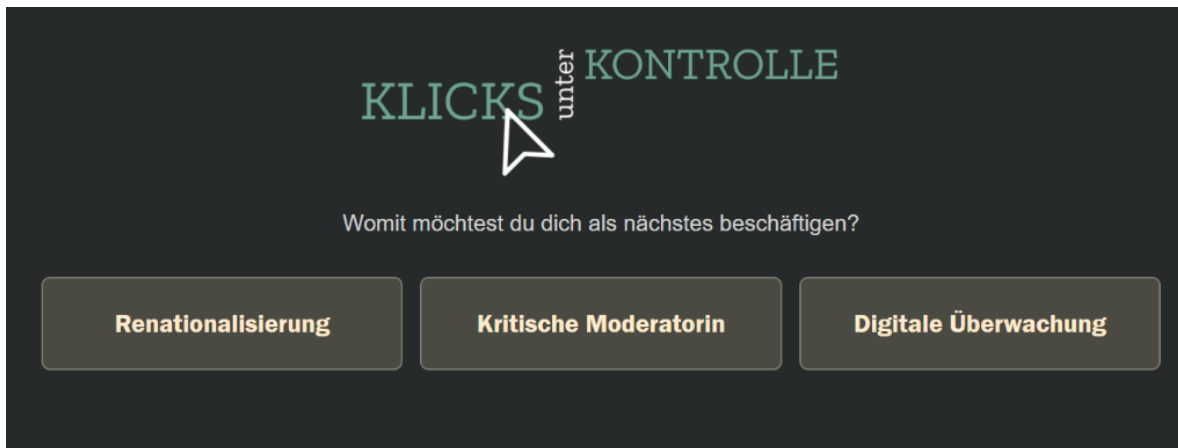 KLICKS unter KONTROLLE
Womit möchtest du dich als nächstes beschäftigen?
Renationalisierung
Kritische Moderatorin
Digitale Überwachung